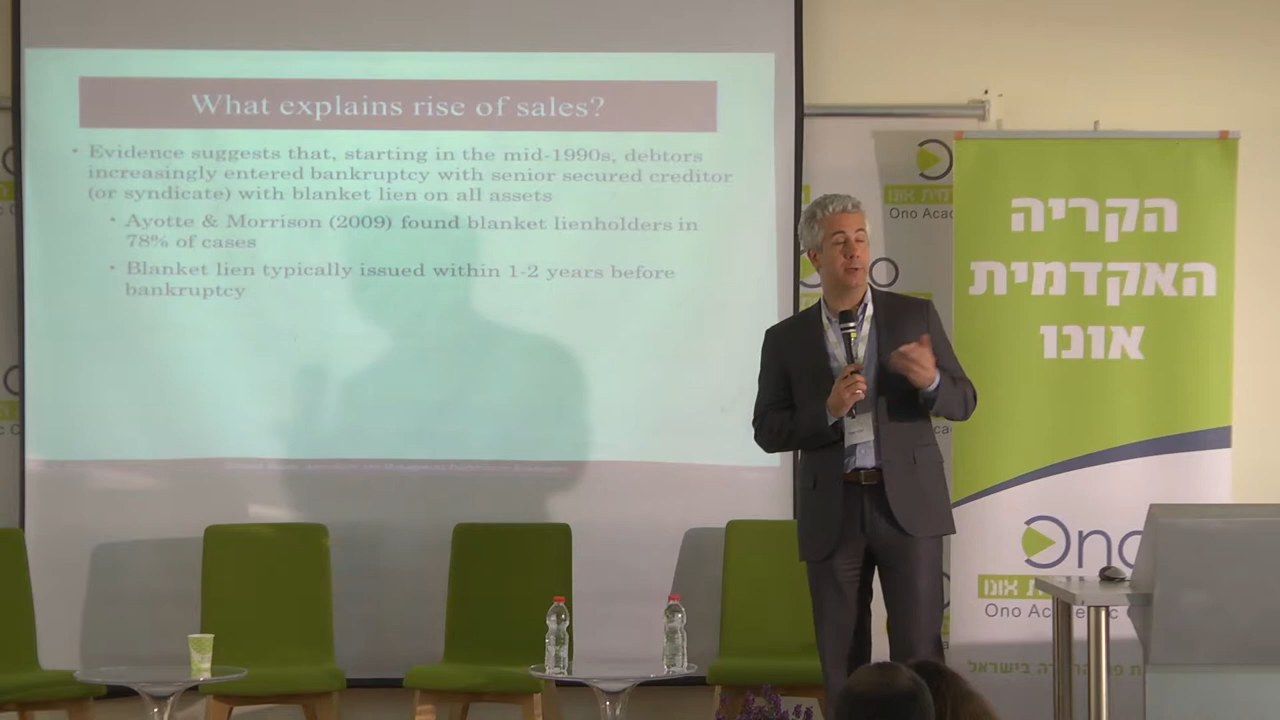 What explains rise of sales?
• Evidence suggests that, starting in the mid-1990s, debtors
increasingly entered bankruptcy with senior secured creditor
(or syndicate) with blanket lien on all assets
• Ayotte & Morrison (2009) found blanket lienholders in
78% of cases
• Blanket lien typically issued within 1-2 years before
bankruptcy
Ono
הקריה
האקדמית
אונו
Ono
Ono